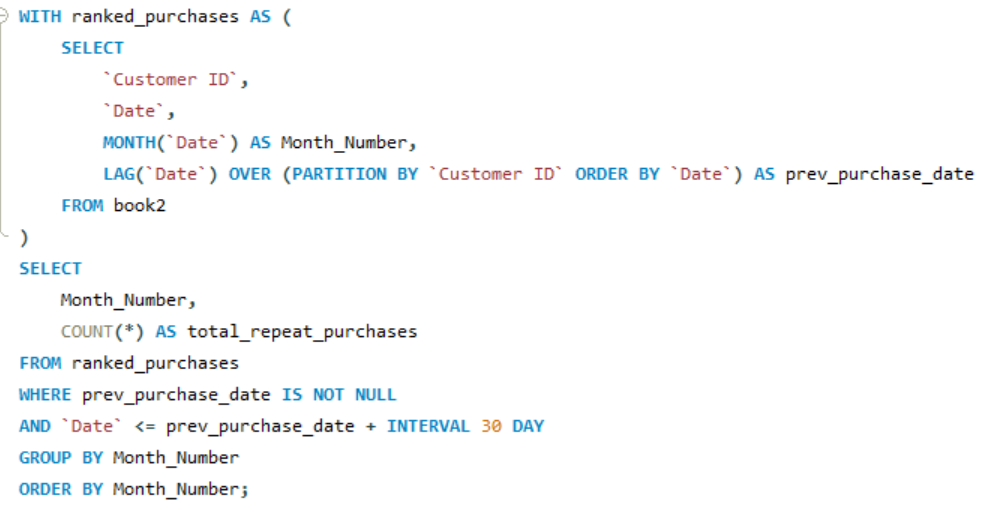 WITH ranked_purchases AS (
    SELECT
        `Customer ID`,
        `Date`,
        MONTH(`Date`) AS Month_Number,
        LAG(`Date`) OVER (PARTITION BY `Customer ID` ORDER BY `Date`) AS prev_purchase_date
    FROM book2
)
SELECT
    Month_Number,
    COUNT(*) AS total_repeat_purchases
FROM ranked_purchases
WHERE prev_purchase_date IS NOT NULL
AND `Date` <= prev_purchase_date + INTERVAL 30 DAY
GROUP BY Month_Number
ORDER BY Month_Number;